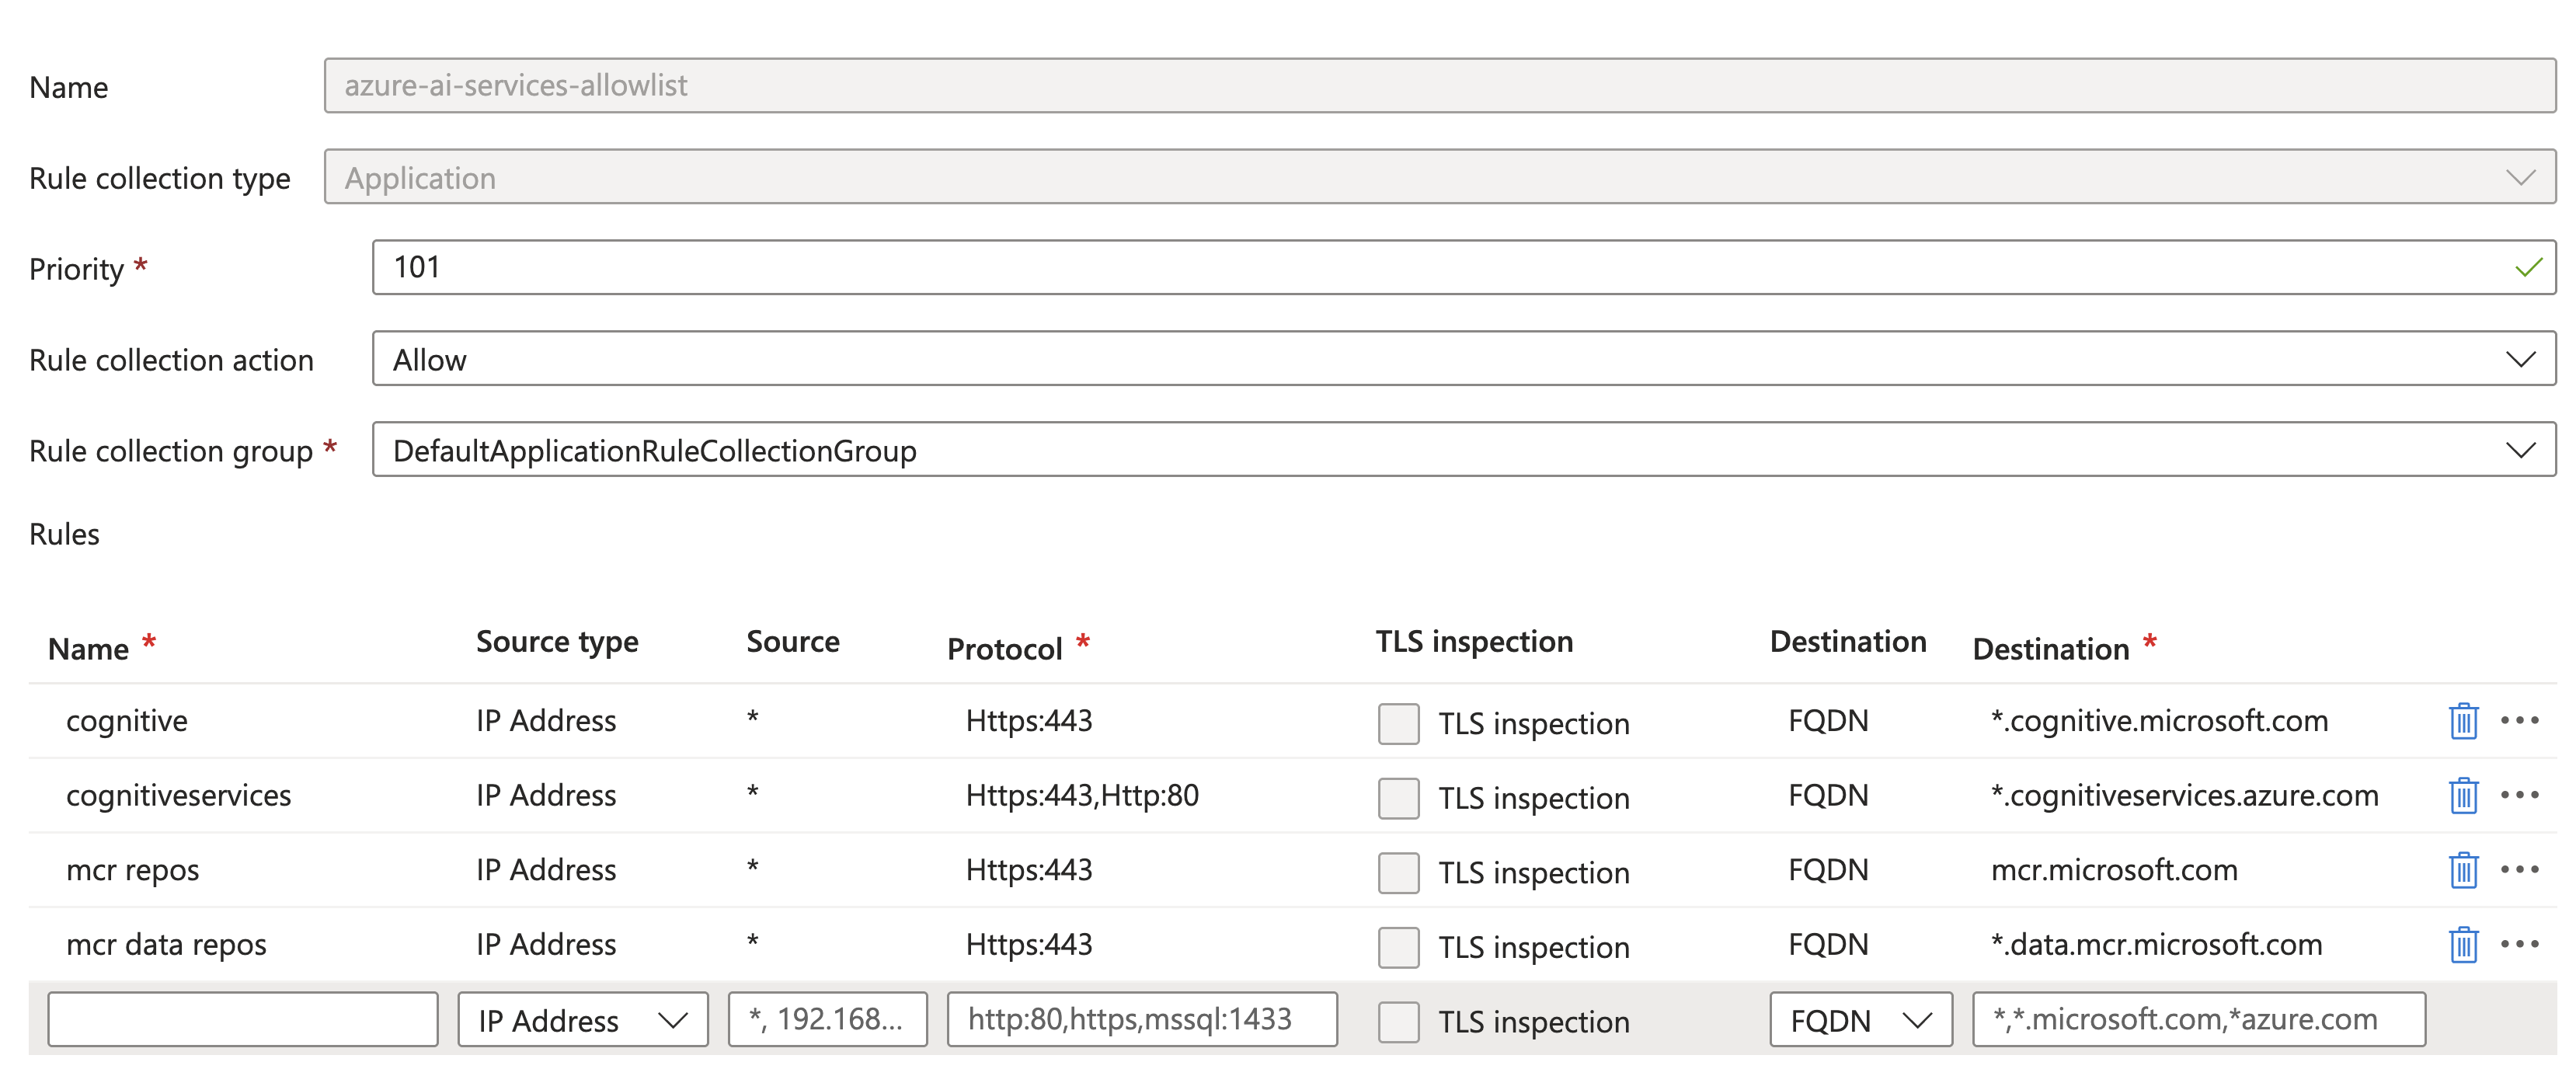 Name azure-ai-services-allowlist
Rule collection type Application
Priority * 101
Rule collection action Allow
Rule collection group * DefaultApplicationRuleCollectionGroup
Rules
Name * Source type Source Protocol * TLS inspection Destination Destination *
cognitive IP Address * Https:443 TLS inspection FQDN *.cognitive.microsoft.com
cognitiveservices IP Address * Https:443,Http:80 TLS inspection FQDN *.cognitiveservices.azure.com
mcr repos IP Address * Https:443 TLS inspection FQDN mcr.microsoft.com
mcr data repos IP Address * Https:443 TLS inspection FQDN *.data.mcr.microsoft.com
IP Address *, 192.168... http:80,https,mssql:1433 TLS inspection FQDN *,*.microsoft.com,*azure.com